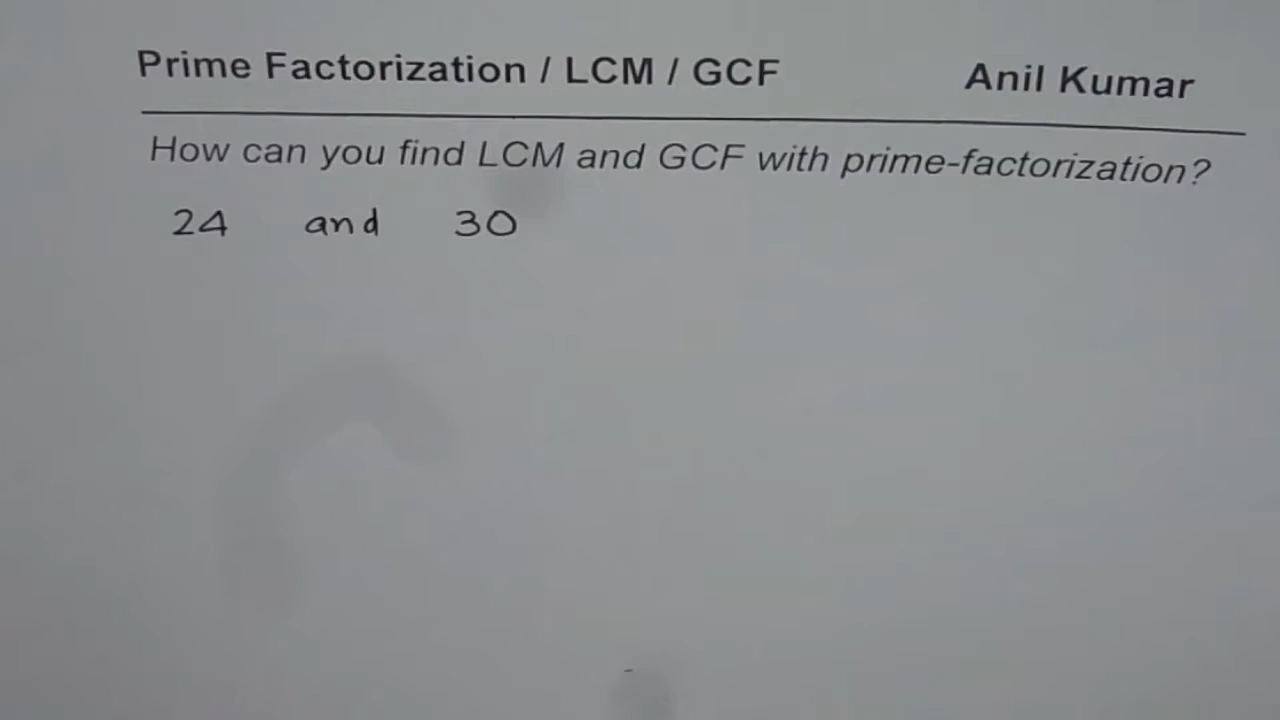 Prime Factorization / LCM / GCF Anil Kumar
How can you find LCM and GCF with prime-factorization?
24 and 30